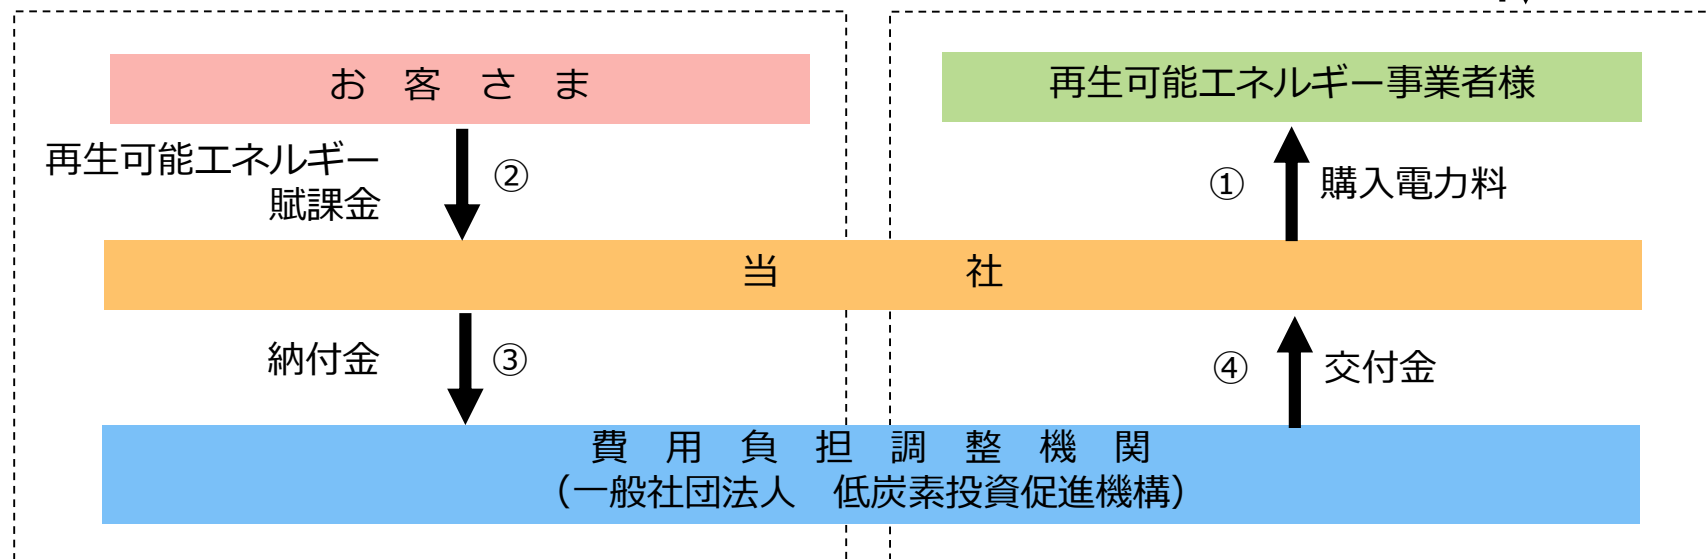 お　客　さ　ま
再生可能エネルギー事業者様
再生可能エネルギー
賦課金
②
①
購入電力料
当　　　　　社
納付金
③
④
交付金
費　用　負　担　調　整　機　関
（一般社団法人　低炭素投資促進機構）